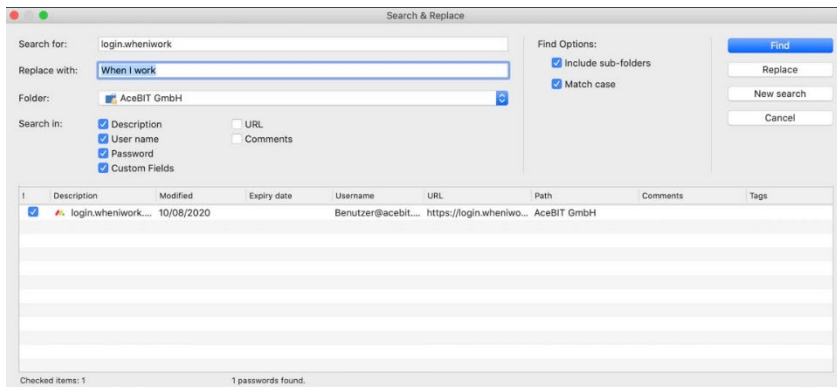 Search & Replace
Search for: login.wheniwork
Replace with: When I work
Folder: AceBIT GmbH
Search in: Description URL
User name Comments
Password
Custom Fields
Find Options:
Include sub-folders
Match case
Find
Replace
New search
Cancel
! Description Modified Expiry date Username URL Path Comments Tags
login.wheniwork.... 10/08/2020 Benutzer@acebit.... https://login.wheniwo... AceBIT GmbH
Checked items: 1 1 passwords found.